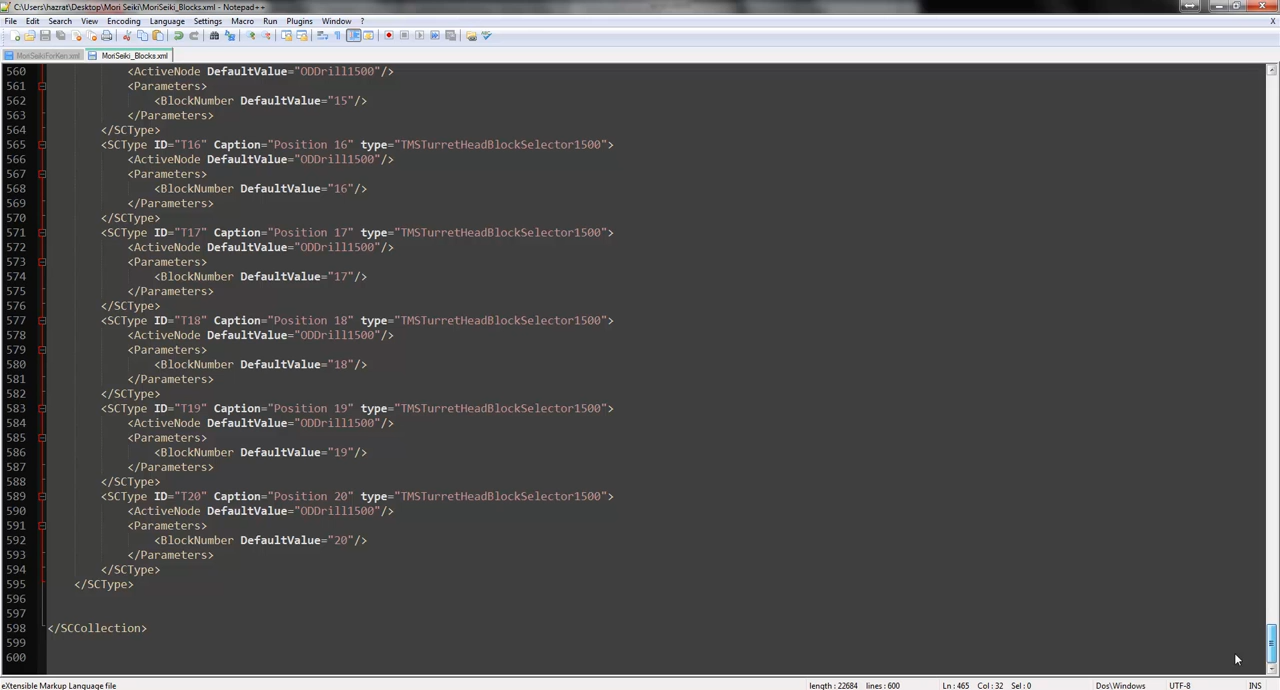 C:\Users\hazrat\Desktop\Mori Seiki\MoriSeiki_Blocks.xml - Notepad++
File Edit Search View Encoding Language Settings Macro Run Plugins Window ?
MoriSeikiForKen.xml MoriSeiki_Blocks.xml
560 <ActiveNode DefaultValue="ODDrill1500"/>
561 <Parameters>
562 <BlockNumber DefaultValue="15"/>
563 </Parameters>
564 </SCType>
565 <SCType ID="T16" Caption="Position 16" type="TMSTurretHeadBlockSelector1500">
566 <ActiveNode DefaultValue="ODDrill1500"/>
567 <Parameters>
568 <BlockNumber DefaultValue="16"/>
569 </Parameters>
570 </SCType>
571 <SCType ID="T17" Caption="Position 17" type="TMSTurretHeadBlockSelector1500">
572 <ActiveNode DefaultValue="ODDrill1500"/>
573 <Parameters>
574 <BlockNumber DefaultValue="17"/>
575 </Parameters>
576 </SCType>
577 <SCType ID="T18" Caption="Position 18" type="TMSTurretHeadBlockSelector1500">
578 <ActiveNode DefaultValue="ODDrill1500"/>
579 <Parameters>
580 <BlockNumber DefaultValue="18"/>
581 </Parameters>
582 </SCType>
583 <SCType ID="T19" Caption="Position 19" type="TMSTurretHeadBlockSelector1500">
584 <ActiveNode DefaultValue="ODDrill1500"/>
585 <Parameters>
586 <BlockNumber DefaultValue="19"/>
587 </Parameters>
588 </SCType>
589 <SCType ID="T20" Caption="Position 20" type="TMSTurretHeadBlockSelector1500">
590 <ActiveNode DefaultValue="ODDrill1500"/>
591 <Parameters>
592 <BlockNumber DefaultValue="20"/>
593 </Parameters>
594 </SCType>
595 </SCType>
596
597
598 </SCCollection>
599
600
eXtensible Markup Language file length : 22684 lines : 600 Ln : 465 Col : 32 Sel : 0 Dos\Windows UTF-8 INS